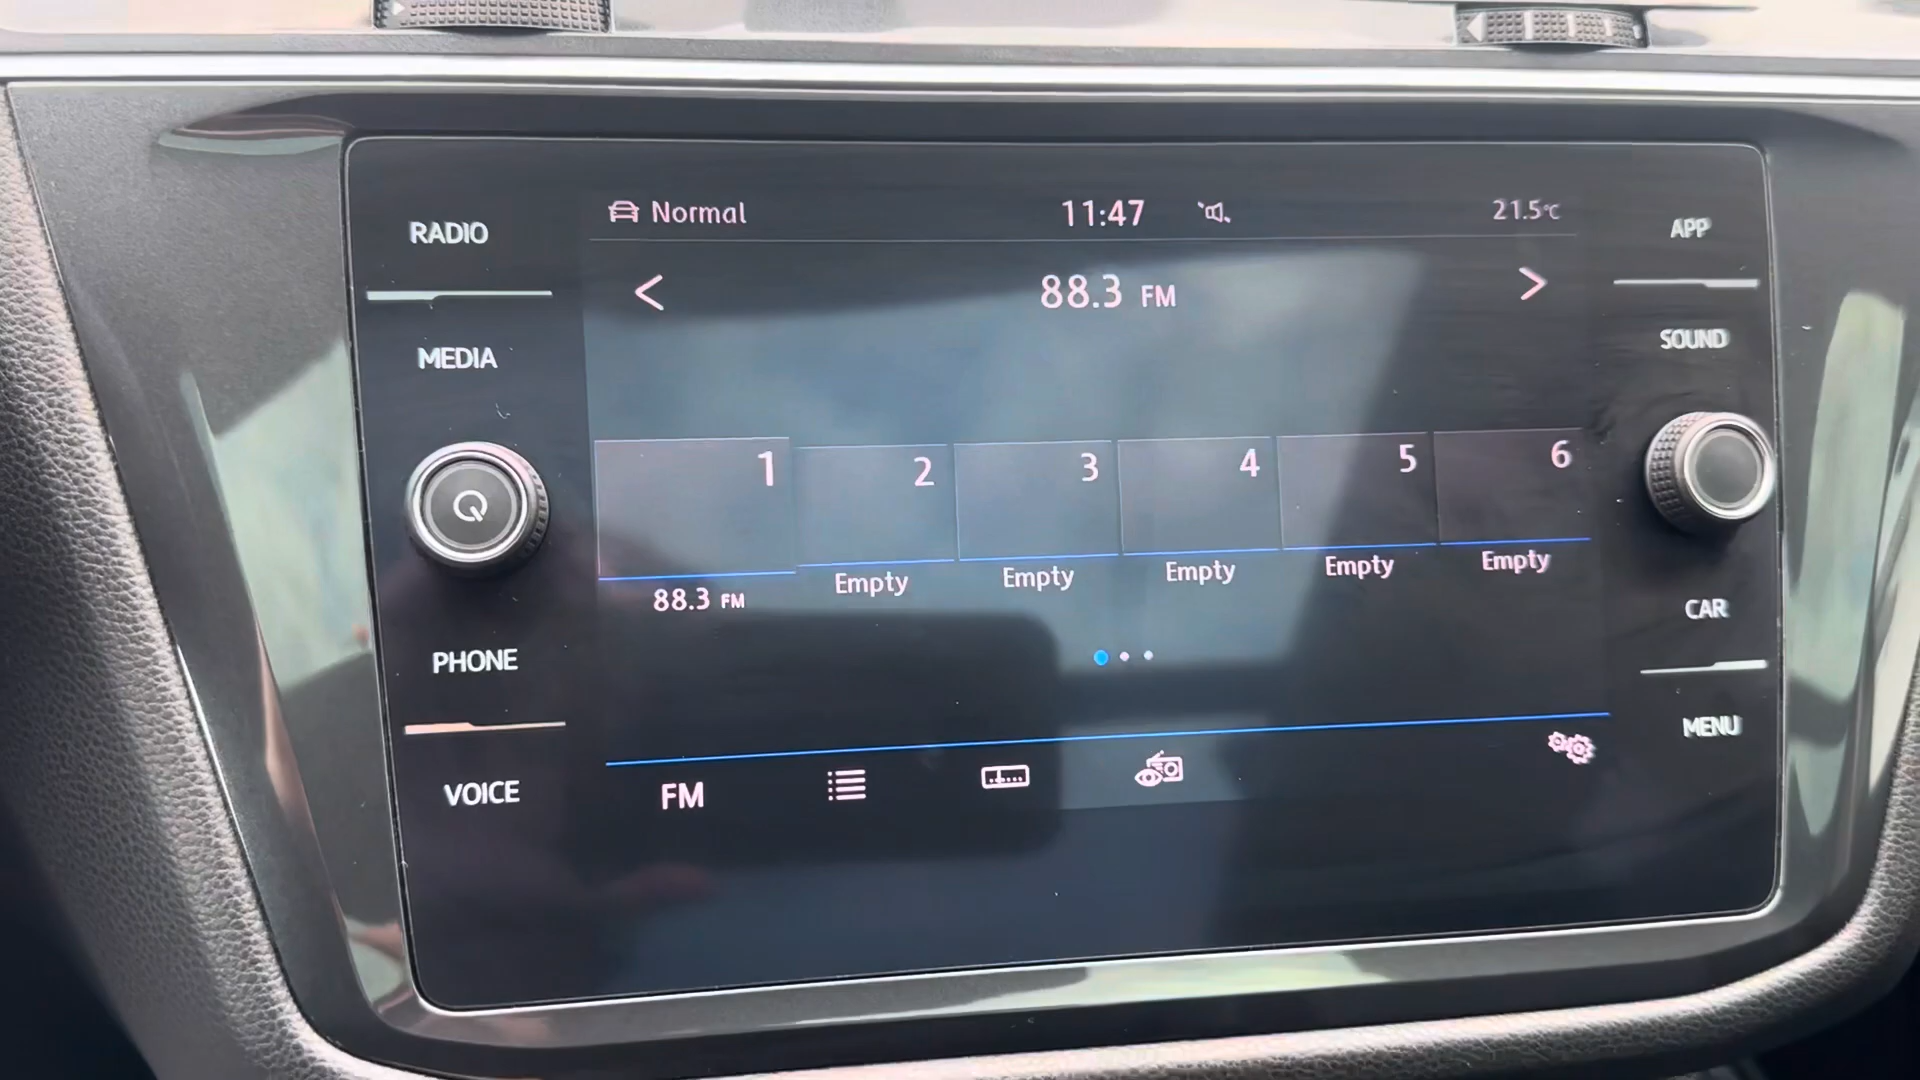 RADIO
MEDIA
PHONE
VOICE
Normal
11:47
21.5°C
88.3 FM
1
2
3
4
5
6
88.3 FM
Empty
Empty
Empty
Empty
Empty
FM
APP
SOUND
CAR
MENU